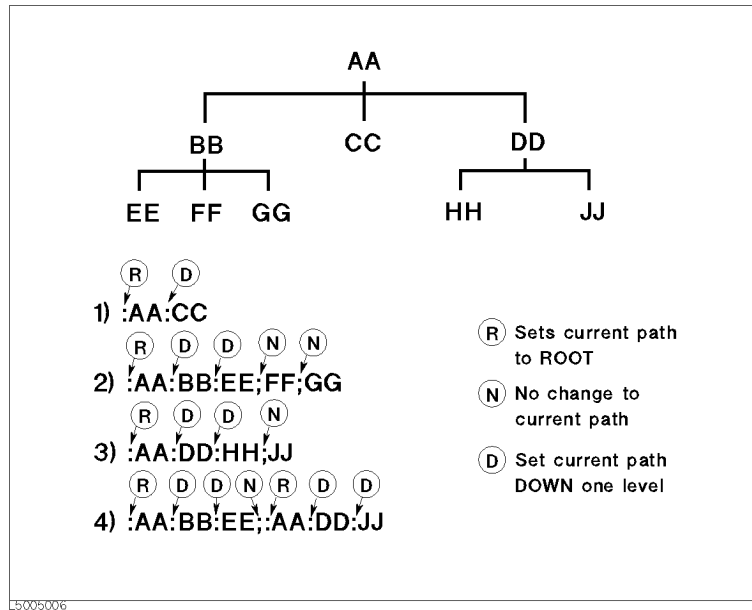 AA
BB CC DD
EE FF GG HH JJ
R D
1) :AA:CC
R D D N N
2) :AA:BB:EE;FF;GG
R D D N
3) :AA:DD:HH;JJ
R D D N R D D
4) :AA:BB:EE;:AA:DD:JJ
R Sets current path
to ROOT
N No change to
current path
D Set current path
DOWN one level
L5005006